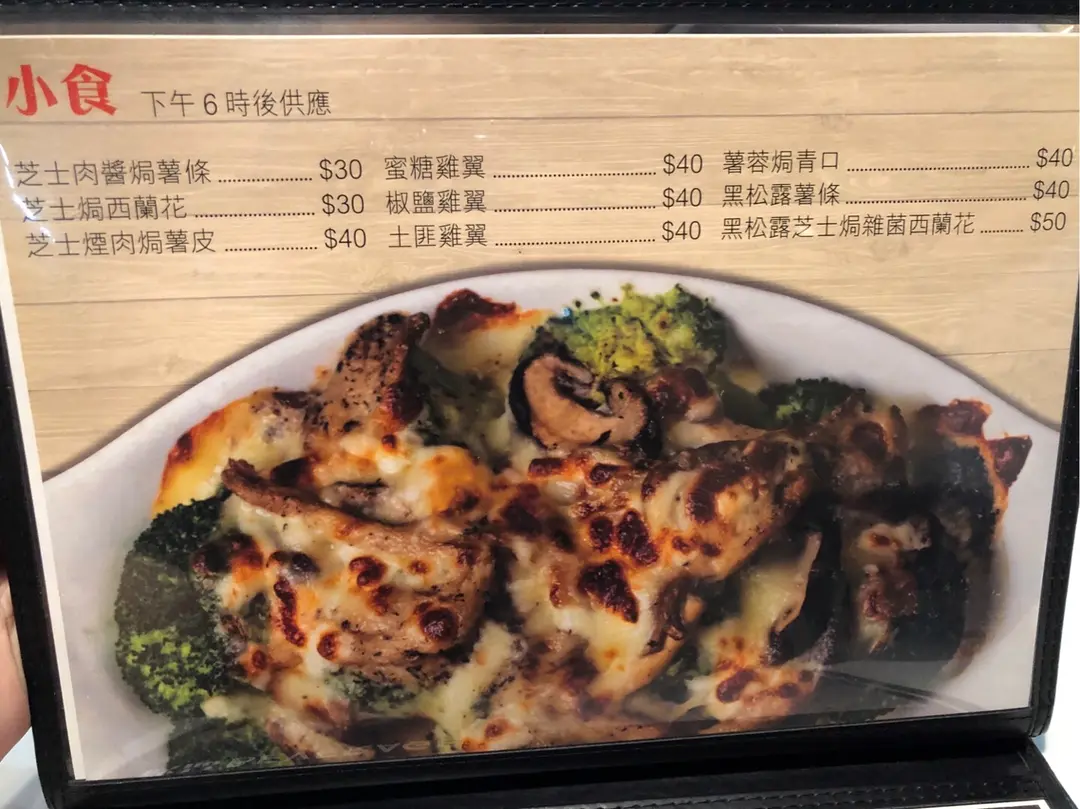 小食 下午6時後供應
芝士肉醬焗薯條 $30
芝士焗西蘭花 $30
芝士煙肉焗薯皮 $40
蜜糖雞翼 $40
椒鹽雞翼 $40
土匪雞翼 $40
薯蓉焗青口 $40
黑松露薯條 $40
黑松露芝士焗雜菌西蘭花 $50